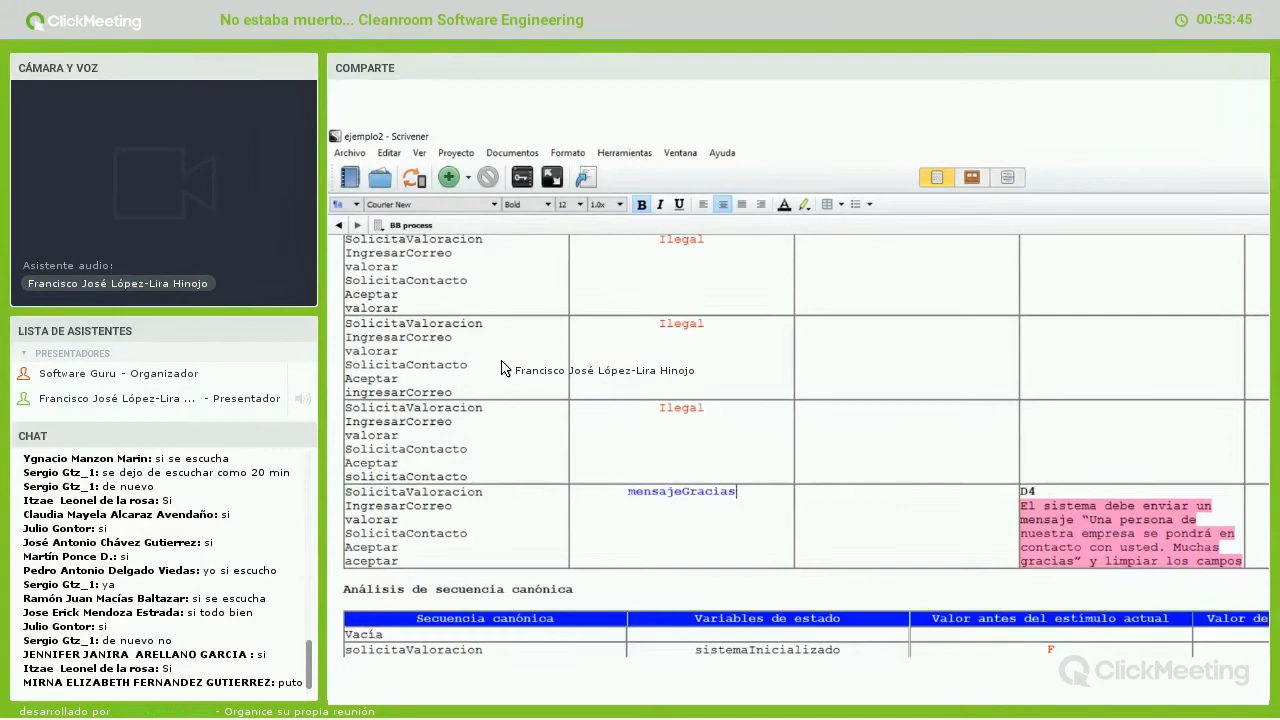 ClickMeeting
No estaba muerto... Cleanroom Software Engineering
00:53:45
CÁMARA Y VOZ
Asistente audio:
Francisco José López-Lira Hinojo
LISTA DE ASISTENTES
PRESENTADORES
Software Guru - Organizador
Francisco José López-Lira ... - Presentador
CHAT
Ygnacio Manzon Marin: si se escucha
Sergio Gtz_1: se dejo de escuchar como 20 min
Sergio Gtz_1: de nuevo
Itzae Leonel de la rosa: Si
Claudia Mayela Alcaraz Avendaño: si
Julio Gontor: si
José Antonio Chávez Gutierrez: si
Martín Ponce D.: si
Pedro Antonio Delgado Viedas: yo si escucho
Sergio Gtz_1: ya
Ramón Juan Macías Baltazar: si se escucha
Jose Erick Mendoza Estrada: si todo bien
Julio Gontor: si
Sergio Gtz_1: de nuevo no
JENNIFER JANIRA ARELLANO GARCIA : si
Itzae Leonel de la rosa: Si
MIRNA ELIZABETH FERNANDEZ GUTIERREZ: puto
desarrollado por
- Organice su propia reunión
COMPARTE
ejemplo2 - Scrivener
Archivo Editar Ver Proyecto Documentos Formato Herramientas Ventana Ayuda
Courier New Bold 12 1.0x B I U A
BB process
SolicitaValoracion Ilegal
IngresarCorreo
valorar
SolicitaContacto
Aceptar
valorar
SolicitaValoracion Ilegal
IngresarCorreo
valorar
SolicitaContacto
Francisco José López-Lira Hinojo
Aceptar
ingresarCorreo
SolicitaValoracion Ilegal
IngresarCorreo
valorar
SolicitaContacto
Aceptar
solicitaContacto
SolicitaValoracion mensajeGracias D4
IngresarCorreo El sistema debe enviar un
valorar mensaje “Una persona de
SolicitaContacto nuestra empresa se pondrá en
Aceptar contacto con usted. Muchas
aceptar gracias” y limpiar los campos
Análisis de secuencia canónica
Secuencia canónica Variables de estado Valor antes del estímulo actual Valor de
Vacía
solicitaValoracion sistemaInicializado F
ClickMeeting